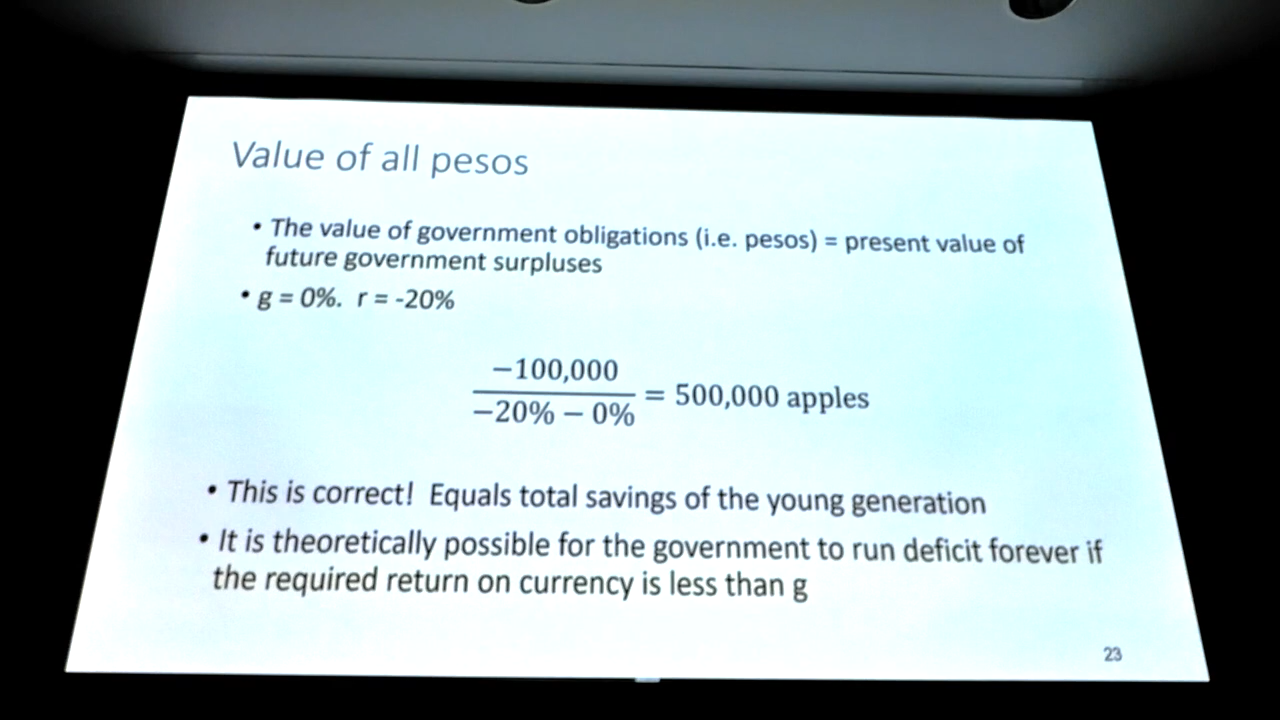 Value of all pesos
• The value of government obligations (i.e. pesos) = present value of
future government surpluses
• g = 0%. r = -20%
−100,000
−20% − 0%
= 500,000 apples
• This is correct! Equals total savings of the young generation
• It is theoretically possible for the government to run deficit forever if
the required return on currency is less than g
23